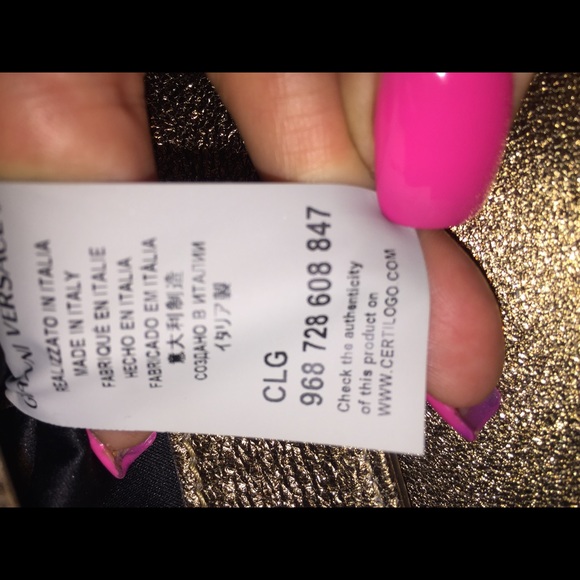 VERSACE
REALIZZATO IN ITALIA
MADE IN ITALY
FABRIQUÉ EN ITALIE
HECHO EN ITALIA
FABRICADO EM ITÁLIA
意大利制造
СОЗДАНО В ИТАЛИИ
イタリア製
CLG
968 728 608 847
Check the authenticity
of this product on
WWW.CERTILOGO.COM